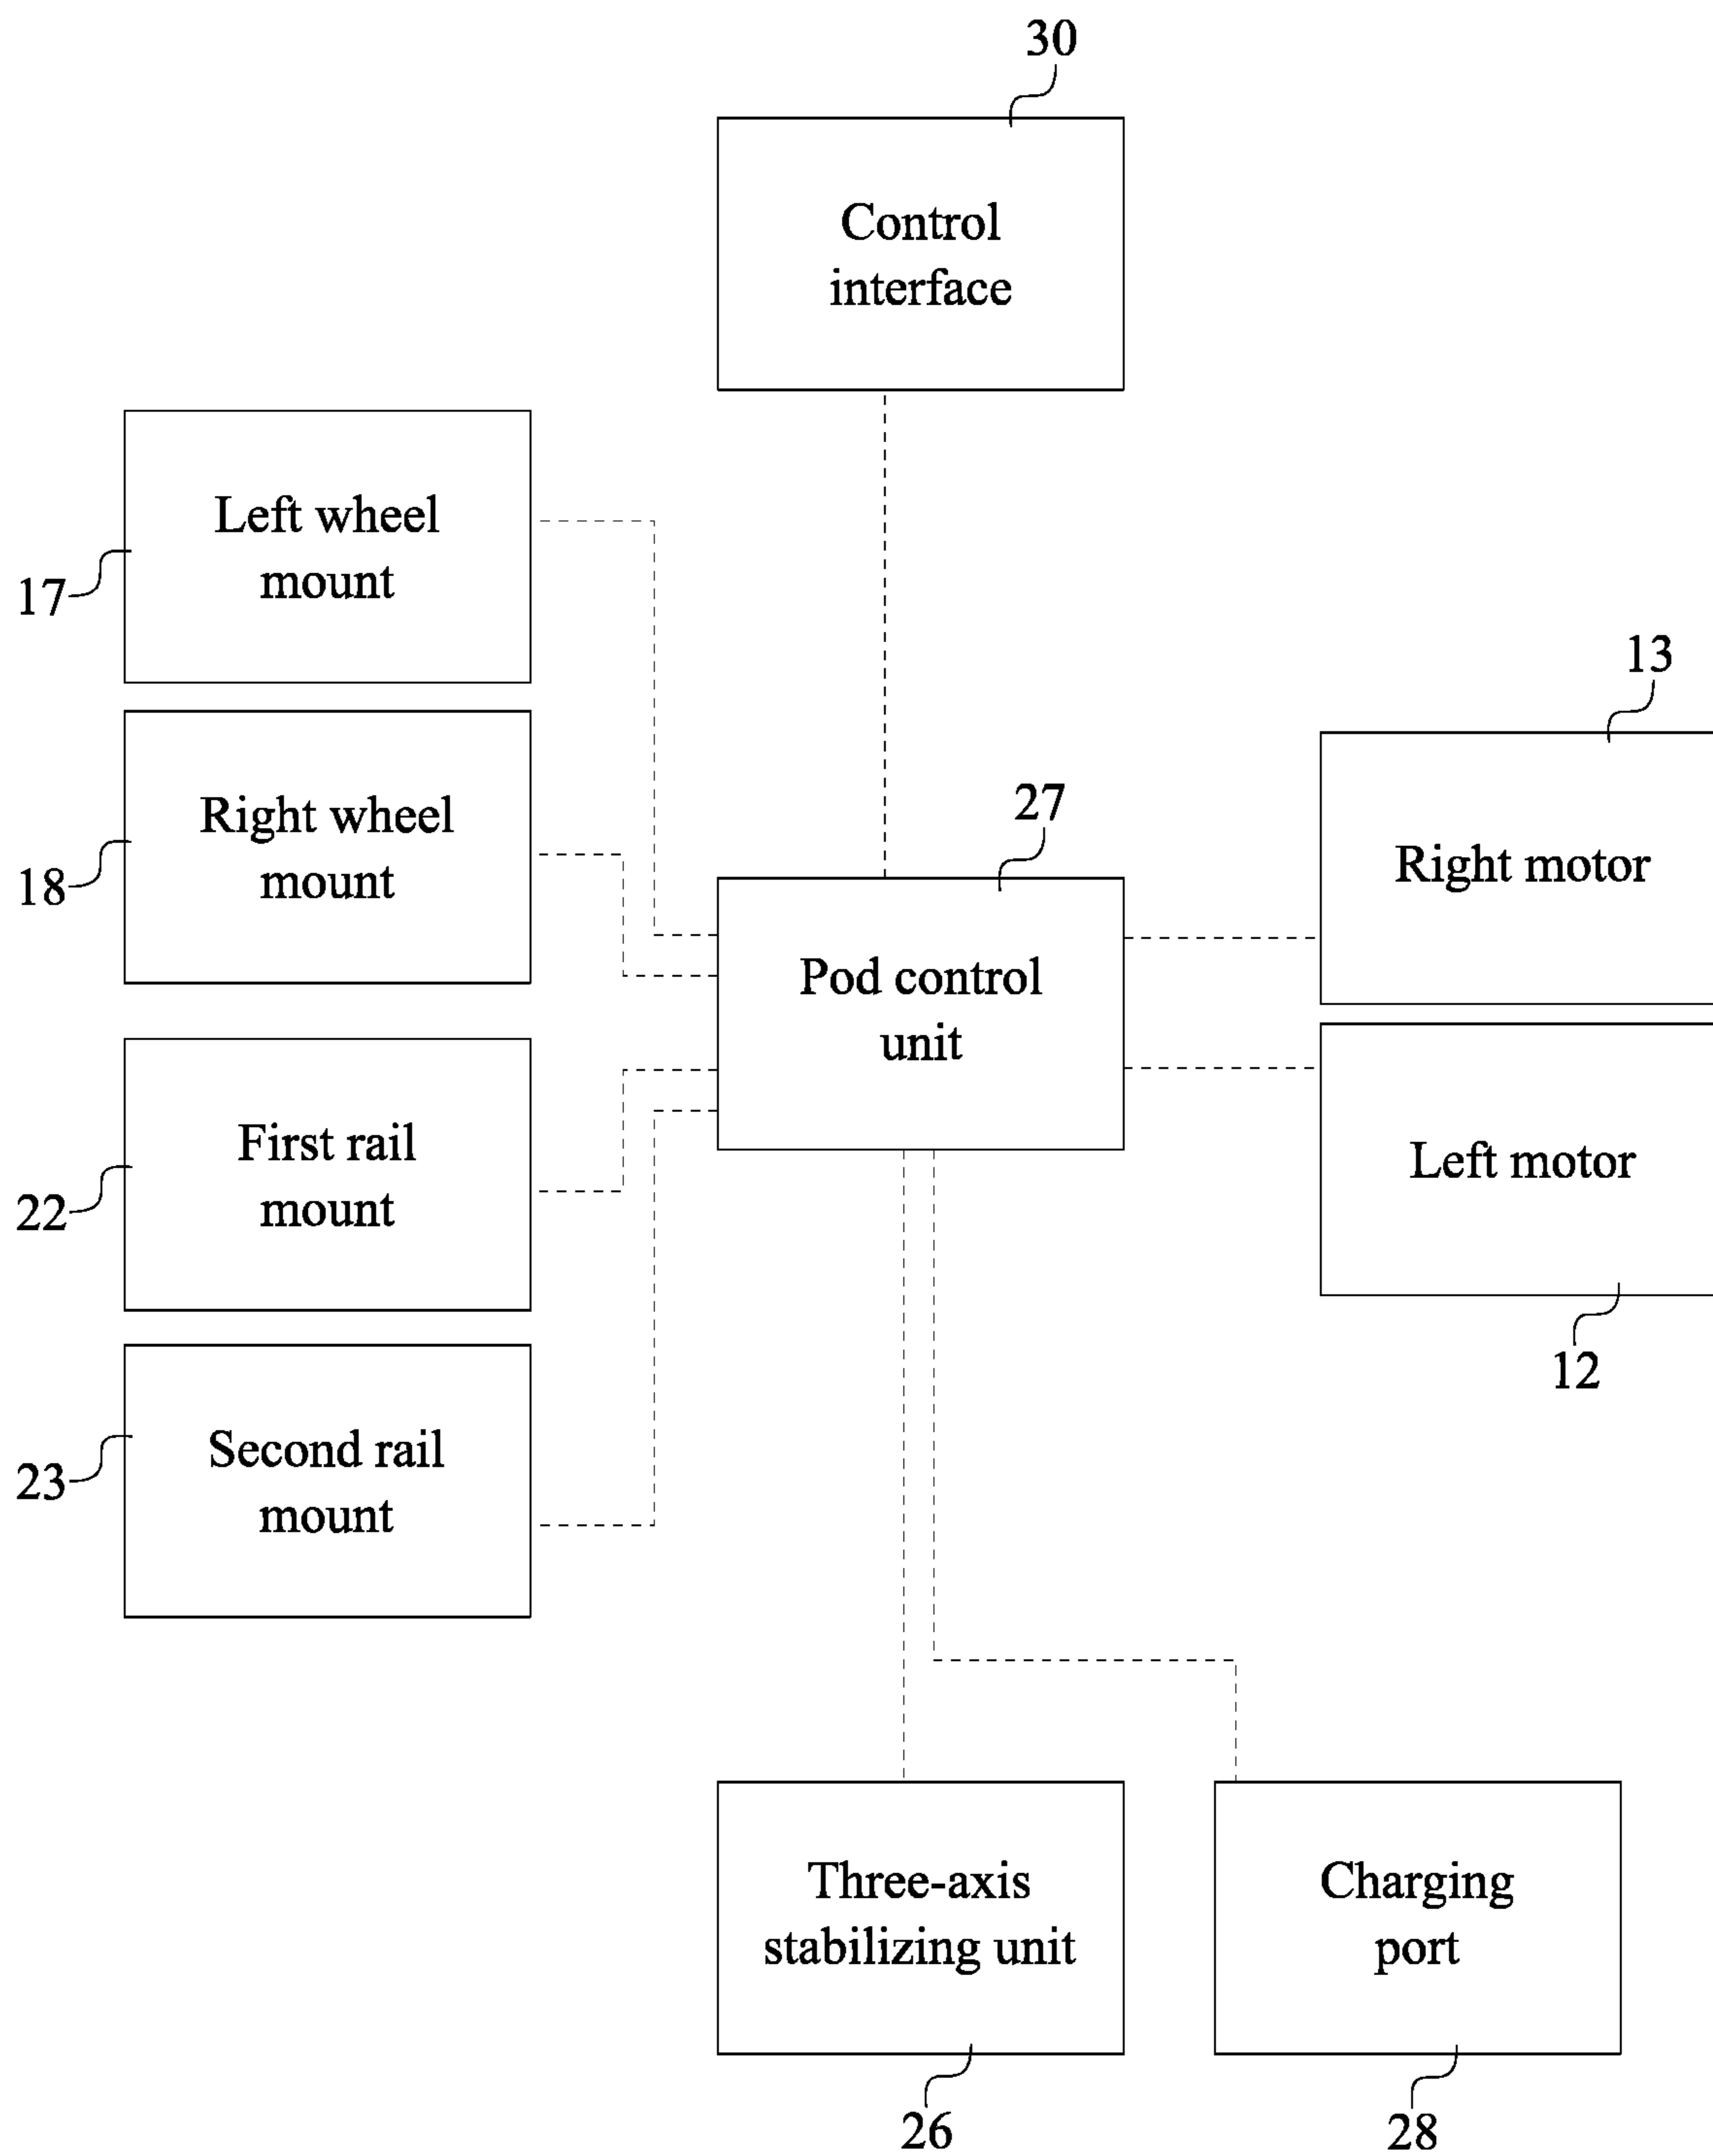 30
Control
interface
Left wheel
mount
17
Right wheel
mount
18
13
Right motor
27
Pod control
unit
First rail
mount
22
Left motor
12
Second rail
mount
23
Three-axis
stabilizing unit
26
Charging
port
28